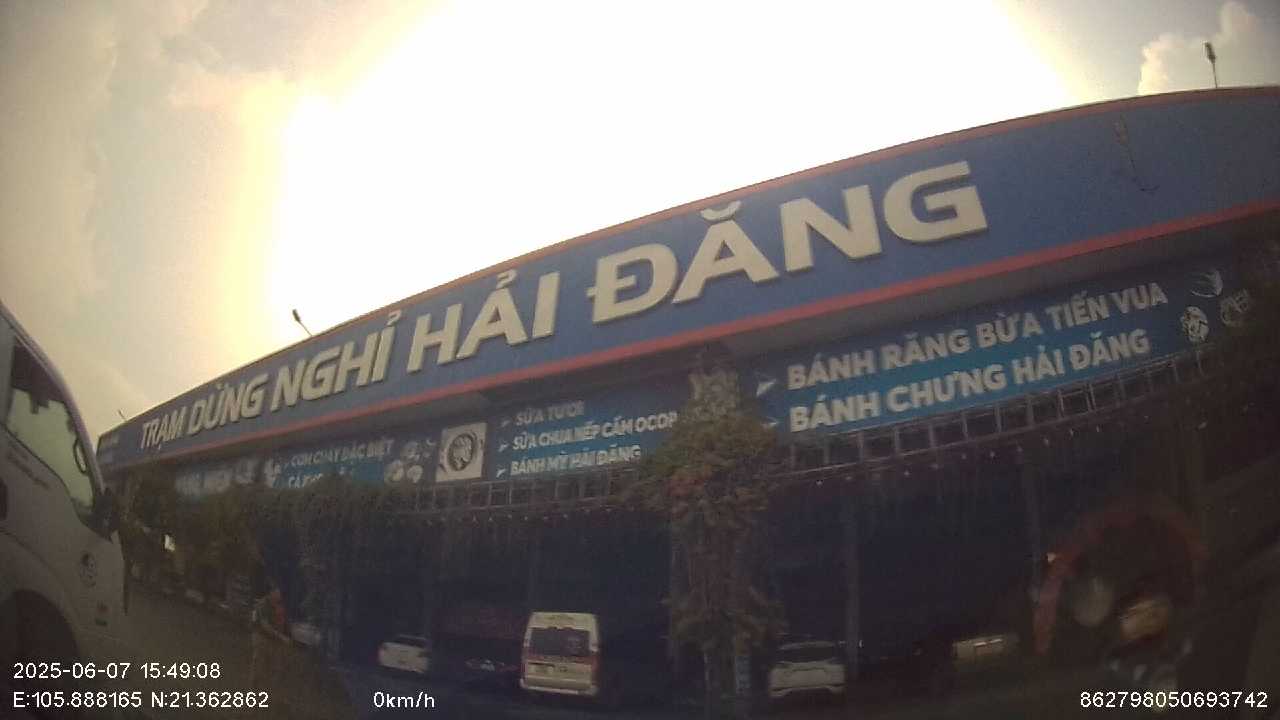 TRẠM DỪNG NGHỈ HẢI ĐĂNG
BÁNH RĂNG BỪA TIẾN VUA
BÁNH CHƯNG HẢI ĐĂNG
SỮA TƯƠI
SỮA CHUA NẾP CẨM OCOP
BÁNH MỲ HẢI ĐĂNG
CƠM CHÁY ĐẶC BIỆT
2025-06-07 15:49:08
E:105.888165 N:21.362862
0km/h
862798050693742